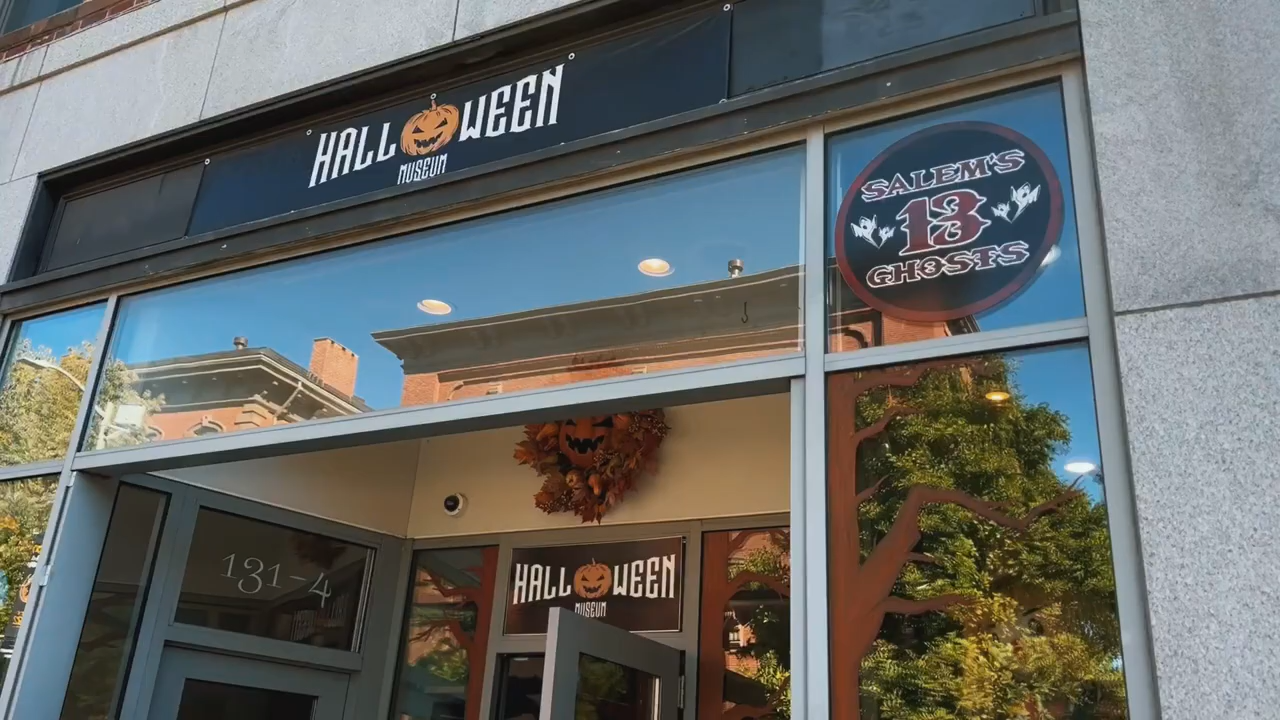 HALLOWEEN
MUSEUM
SALEM'S
13
GHOSTS
131-4
HALLOWEEN
MUSEUM